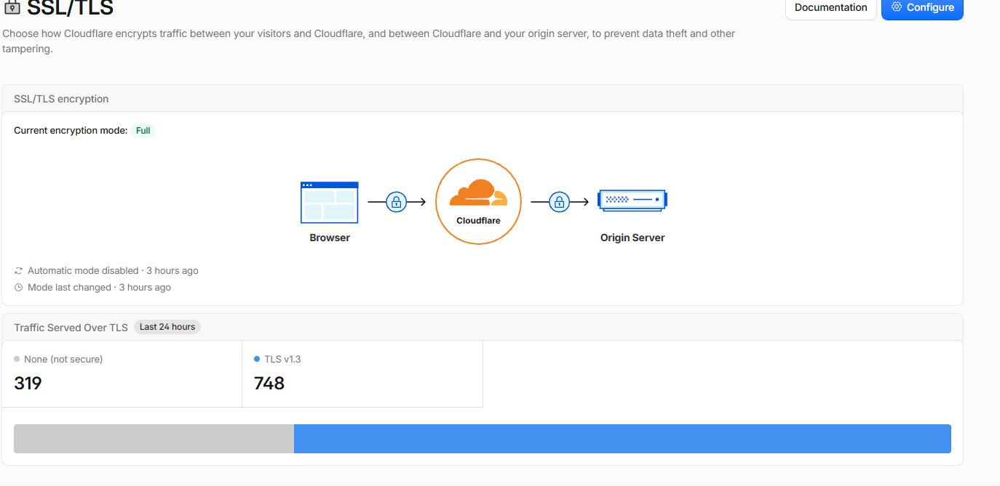 SSL/TLS
Documentation
Configure
Choose how Cloudflare encrypts traffic between your visitors and Cloudflare, and between Cloudflare and your origin server, to prevent data theft and other
tampering.
SSL/TLS encryption
Current encryption mode: Full
Cloudflare
Browser
Origin Server
Automatic mode disabled · 3 hours ago
Mode last changed · 3 hours ago
Traffic Served Over TLS Last 24 hours
None (not secure)
319
TLS v1.3
748